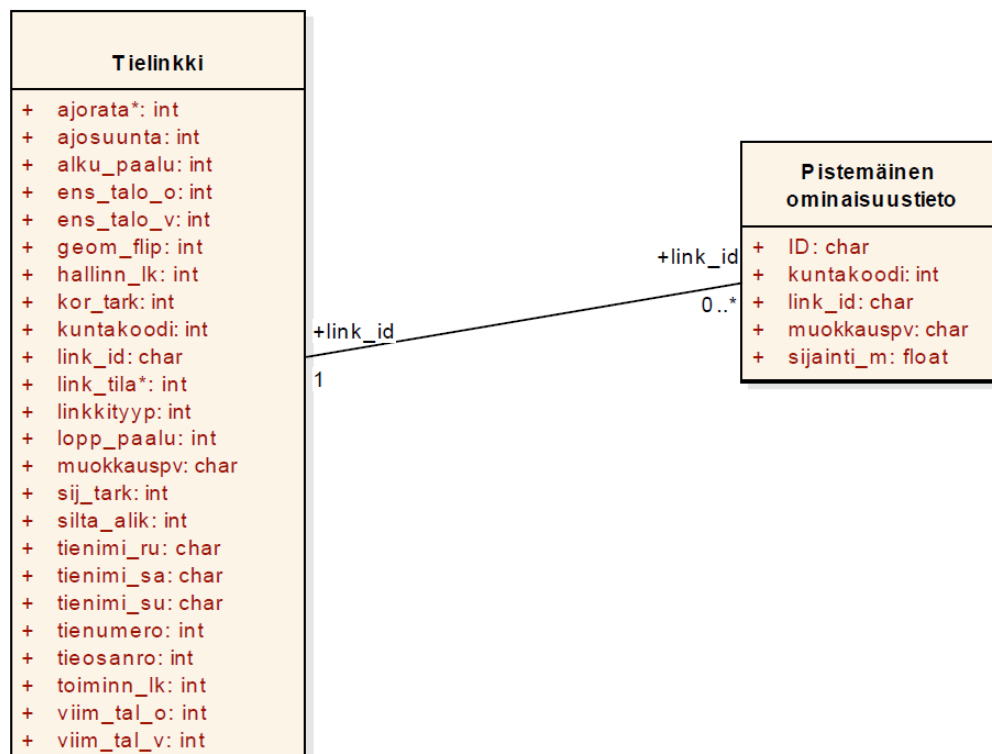 Tielinkki
+ ajorata*: int
+ ajosuunta: int
+ alku_paalu: int
+ ens_talo_o: int
+ ens_talo_v: int
+ geom_flip: int
+ hallinn_lk: int
+ kor_tark: int
+ kuntakoodi: int
+ link_id: char
+ link_tila*: int
+ linkkityyp: int
+ lopp_paalu: int
+ muokkauspv: char
+ sij_tark: int
+ silta_alik: int
+ tienimi_ru: char
+ tienimi_sa: char
+ tienimi_su: char
+ tienumero: int
+ tieosanro: int
+ toiminn_lk: int
+ viim_tal_o: int
+ viim_tal_v: int
+link_id
1
+link_id
0..*
Pistemäinen
ominaisuustieto
+ ID: char
+ kuntakoodi: int
+ link_id: char
+ muokkauspv: char
+ sijainti_m: float